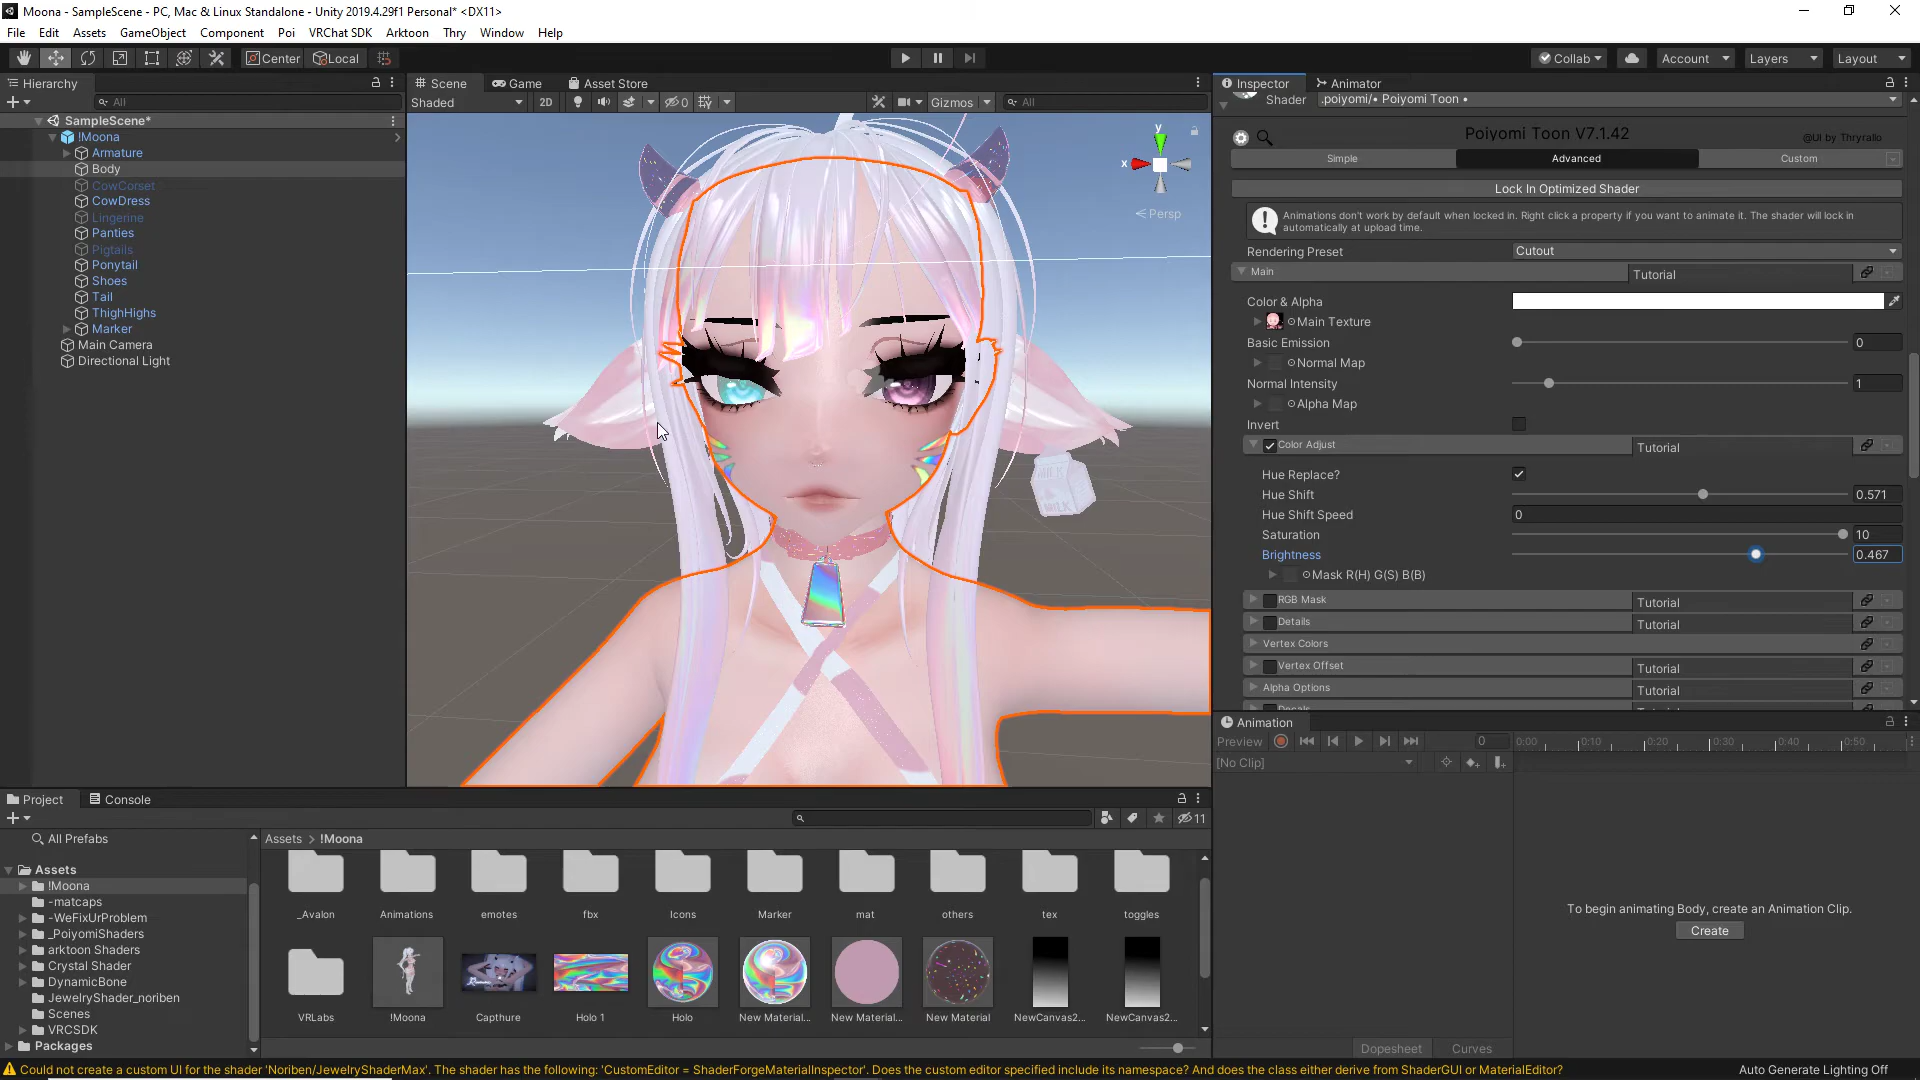 Moona - SampleScene - PC, Mac & Linux Standalone - Unity 2019.4.29f1 Personal* <DX11>
File Edit Assets GameObject Component Poi VRChat SDK Arktoon Thry Window Help
Center Local Collab Account Layers Layout
Hierarchy
All
SampleScene*
!Moona
Armature
Body
CowCorset
CowDress
Lingerine
Panties
Pigtails
Ponytail
Shoes
Tail
ThighHighs
Marker
Main Camera
Directional Light
Scene Game Asset Store
Shaded 2D 0 Gizmos All
y
x
Persp
MILK
MILK
Inspector Animator
Shader .poiyomi/• Poiyomi Toon •
Poiyomi Toon V7.1.42 @UI by Thryrallo
Simple Advanced Custom
Lock In Optimized Shader
Animations don't work by default when locked in. Right click a property if you want to animate it. The shader will lock in
automatically at upload time.
Rendering Preset Cutout
Main Tutorial
Color & Alpha
Main Texture
Basic Emission 0
Normal Map
Normal Intensity 1
Alpha Map
Invert
Color Adjust Tutorial
Hue Replace?
Hue Shift 0.571
Hue Shift Speed 0
Saturation 10
Brightness 0.467
Mask R(H) G(S) B(B)
RGB Mask Tutorial
Details Tutorial
Vertex Colors
Vertex Offset Tutorial
Alpha Options Tutorial
Decals Tutorial
Animation
Preview 0 0:00 0:10 0:20 0:30 0:40 0:50
[No Clip]
To begin animating Body, create an Animation Clip.
Create
Dopesheet Curves
Project Console
11
All Prefabs
Assets
!Moona
-matcaps
-WeFixUrProblem
_PoiyomiShaders
arktoon Shaders
Crystal Shader
DynamicBone
JewelryShader_noriben
Scenes
VRCSDK
Packages
Assets > !Moona
_Avalon Animations emotes fbx Icons Marker mat others tex toggles
VRLabs !Moona Capthure Holo 1 Holo New Material... New Material... New Material NewCanvas2... NewCanvas2...
Could not create a custom UI for the shader 'Noriben/JewelryShaderMax'. The shader has the following: 'CustomEditor = ShaderForgeMaterialInspector'. Does the custom editor specified include its namespace? And does the class either derive from ShaderGUI or MaterialEditor?
Auto Generate Lighting Off